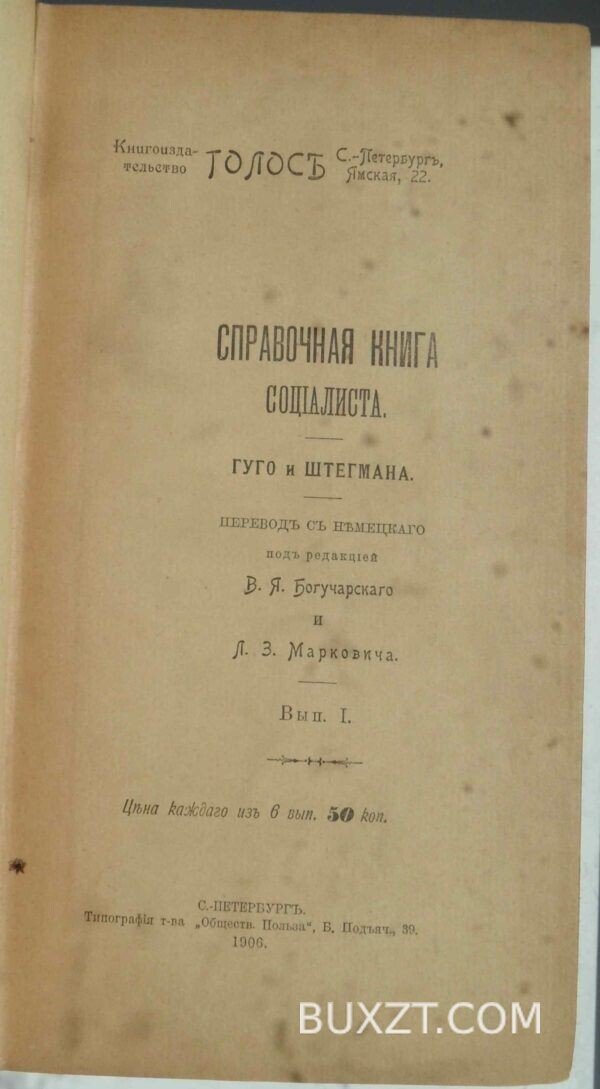 Книгоизда-
тельство
ГОЛОСЪ
С.-Петербургъ,
Ямская, 22.
СПРАВОЧНАЯ КНИГА
СОЦІАЛИСТА.
ГУГО и ШТЕГМАНА.
ПЕРЕВОДЪ СЪ НѢМЕЦКАГО
подъ редакціей
В. Я. Богучарскаго
и
Л. З. Марковича.
Вып. I.
Цѣна каждаго изъ 6 вып. 50 коп.
С.-ПЕТЕРБУРГЪ.
Типографія т-ва „Обществ. Польза“, Б. Подъяч., 39.
1906.
BUXZT.COM